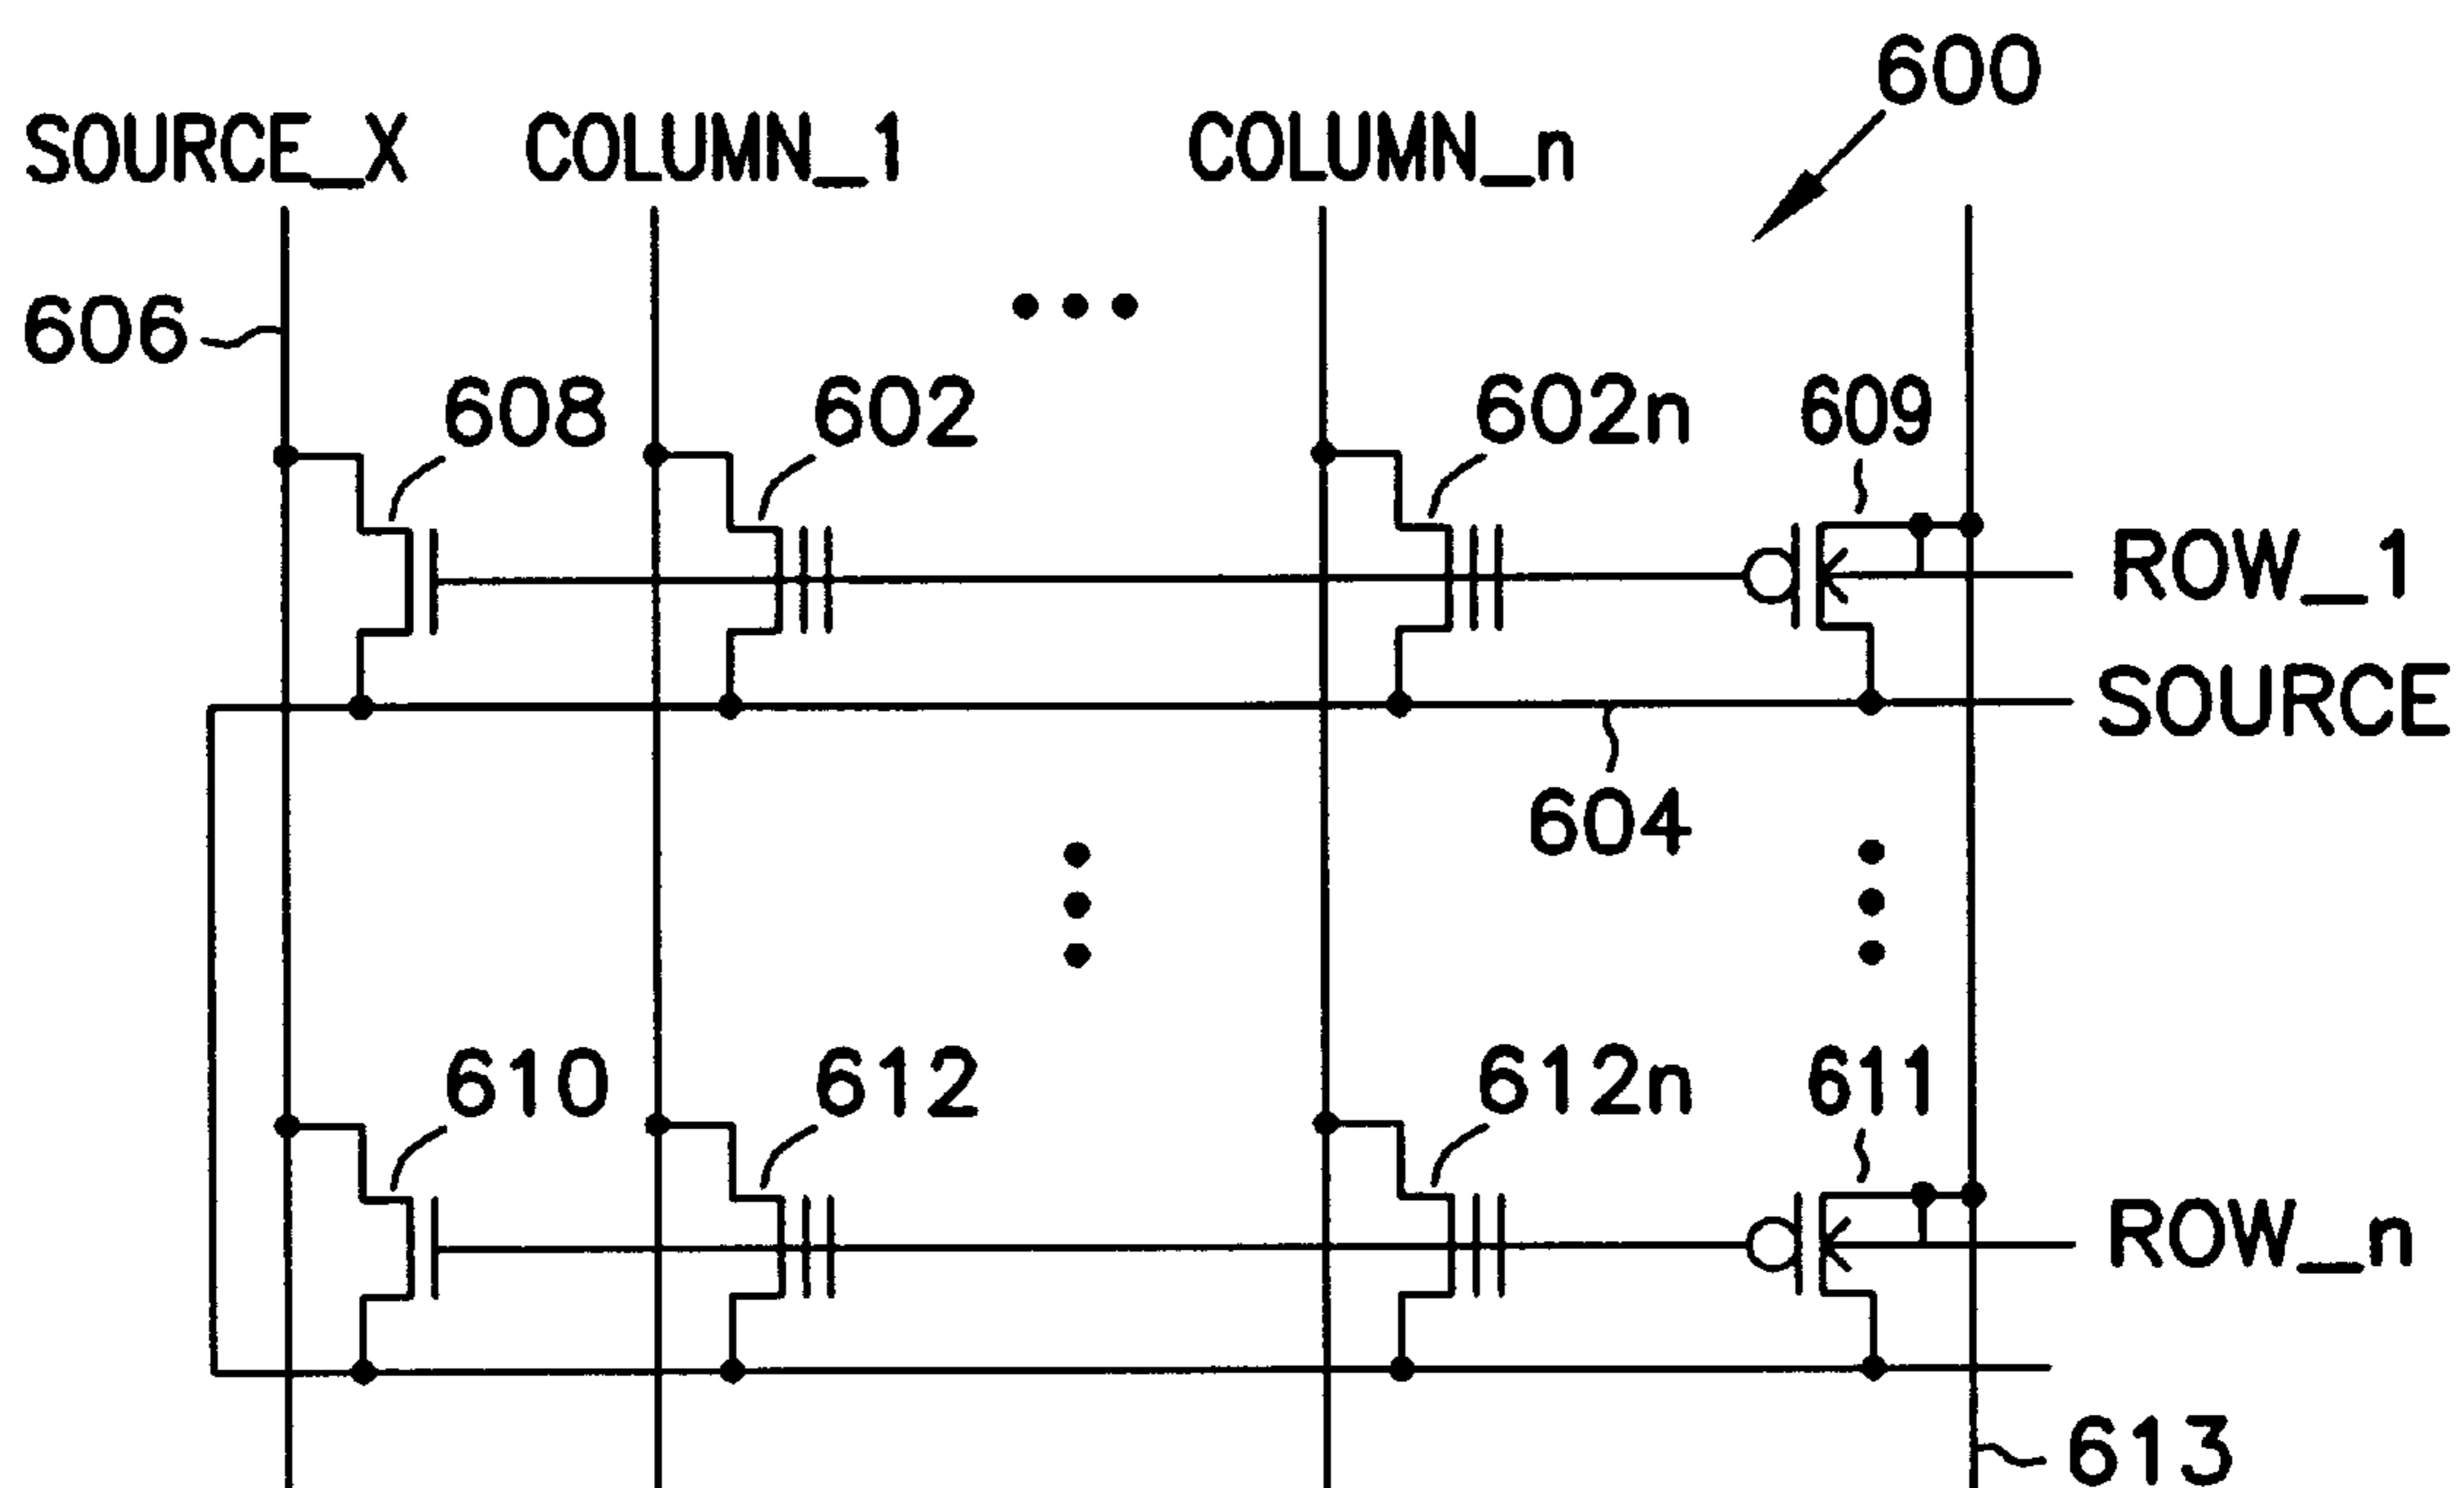 600
SOURCE_X COLUMN_1 COLUMN_n
606
608 602 602n 609
ROW_1
SOURCE
604
610 612 612n 611
ROW_n
613